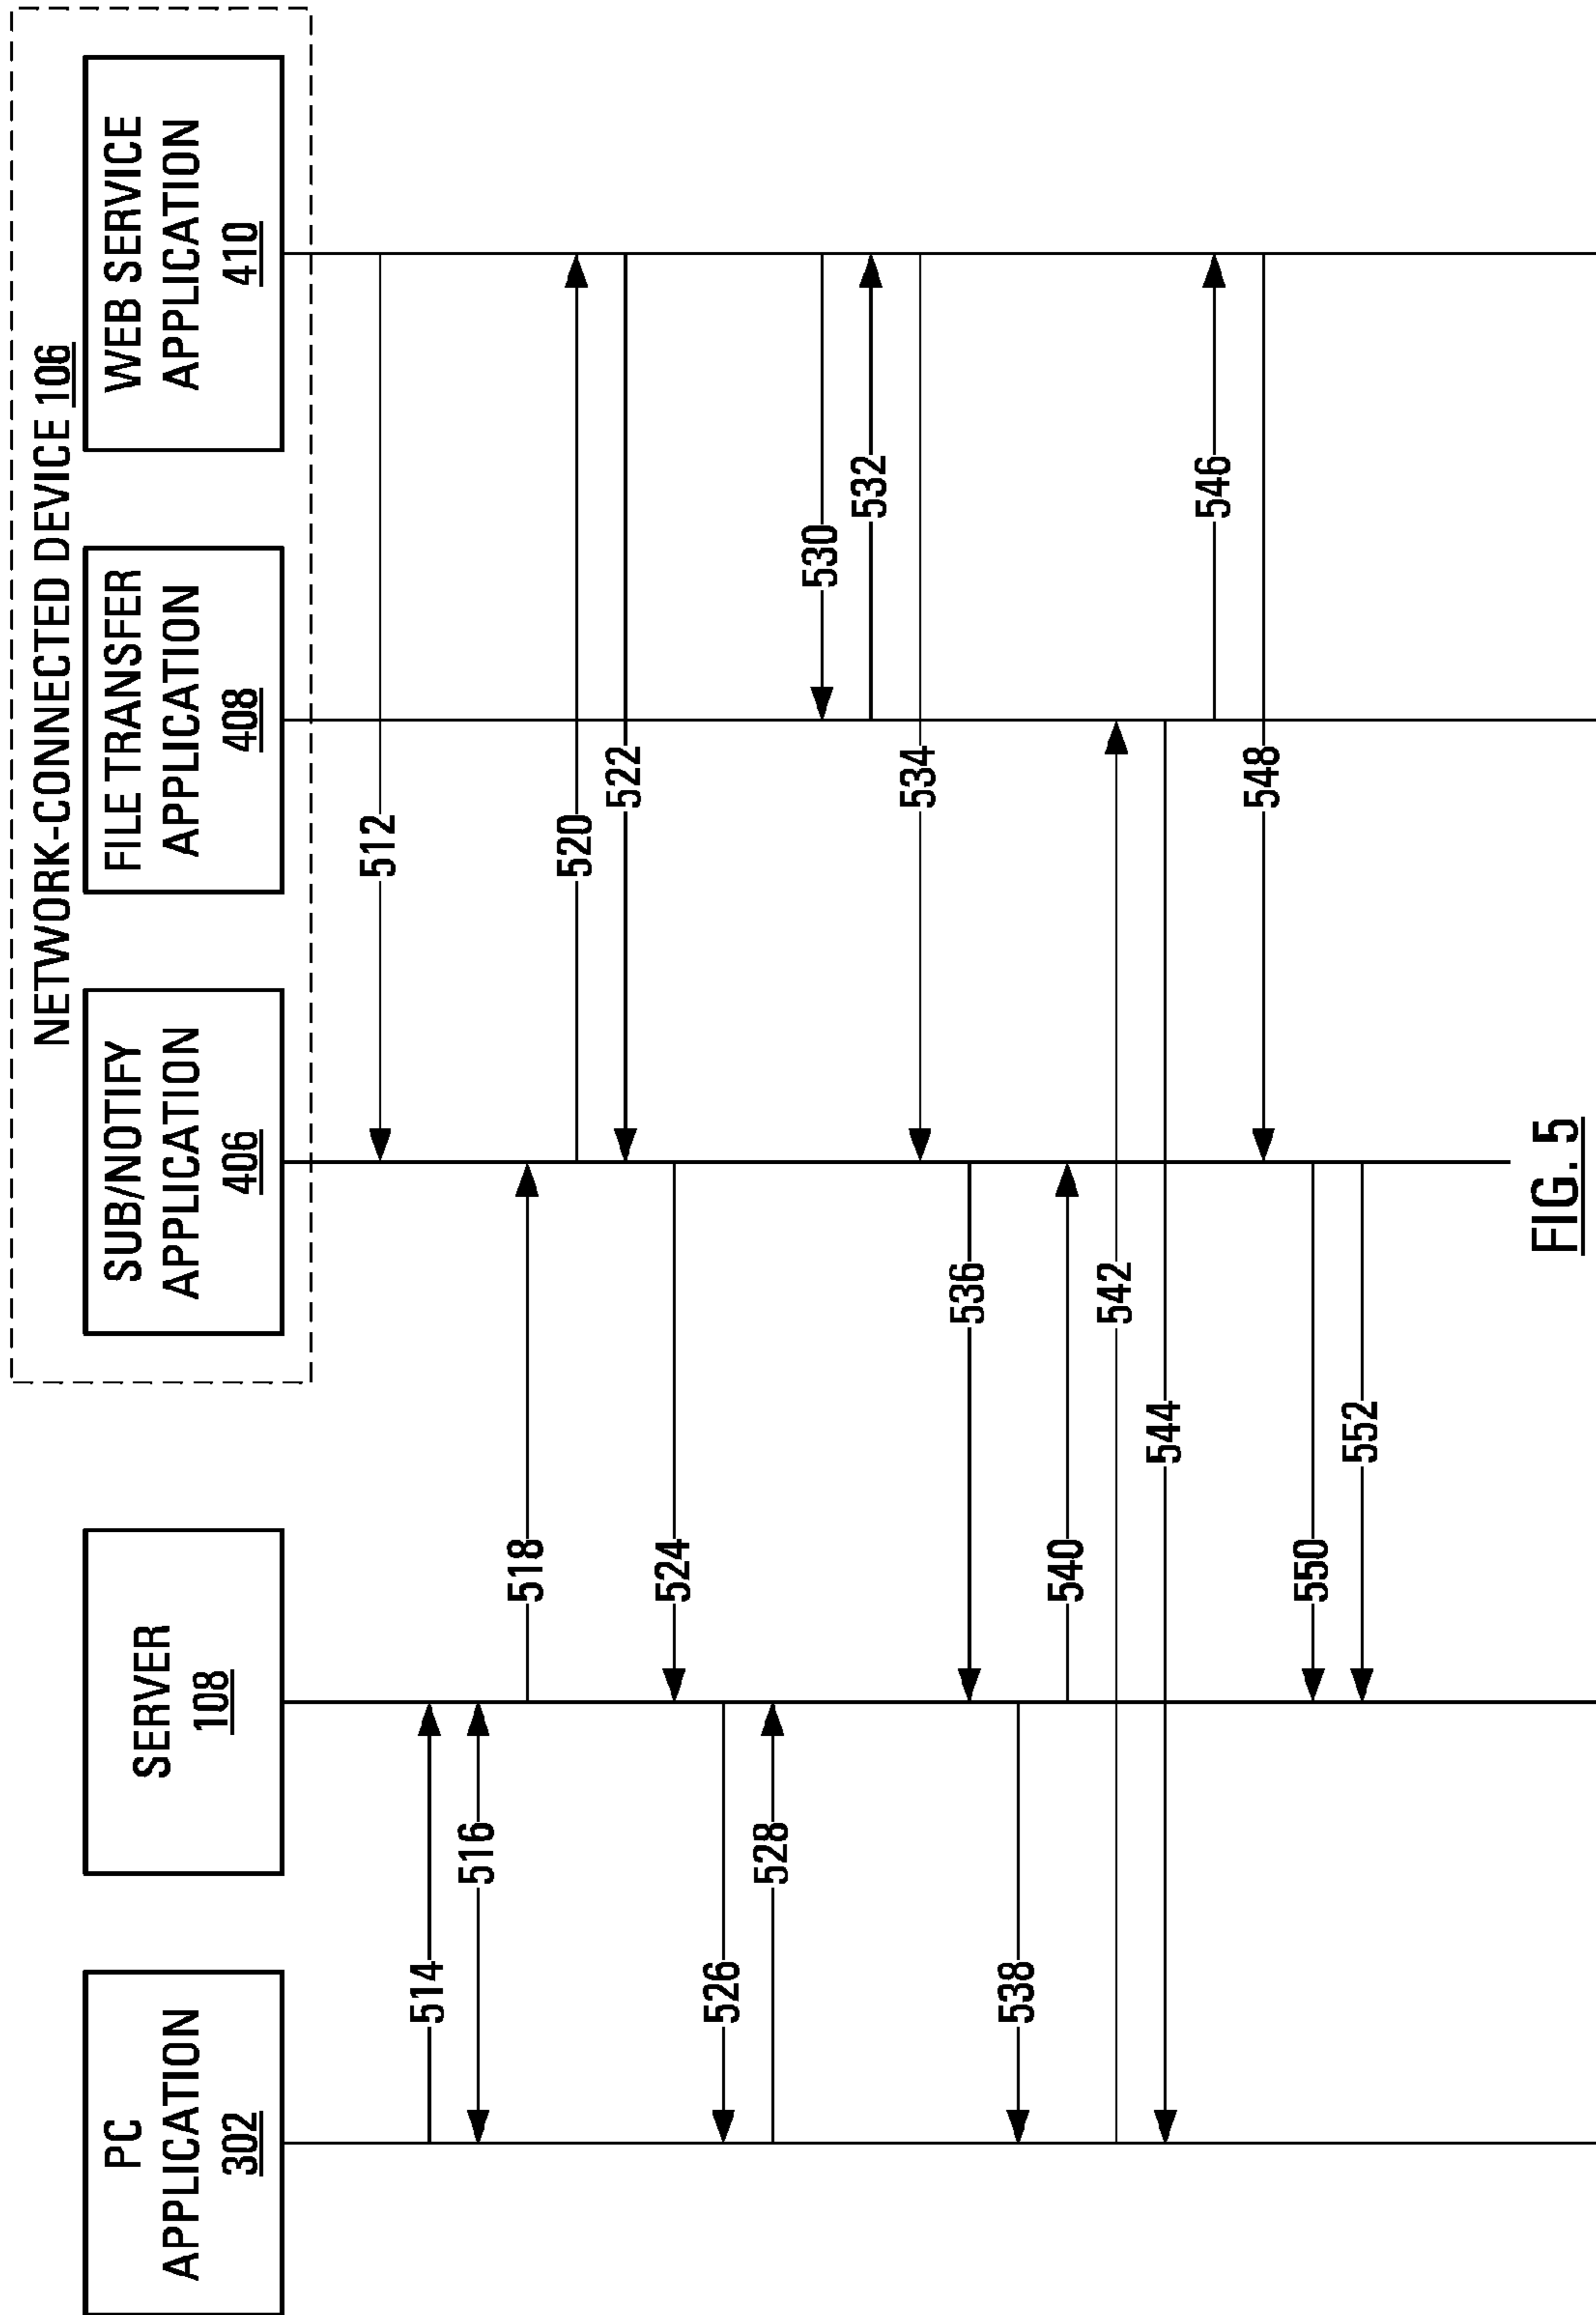 NETWORK-CONNECTED DEVICE 106
PC
APPLICATION
302
SERVER
108
SUB/NOTIFY
APPLICATION
406
FILE TRANSFER
APPLICATION
408
WEB SERVICE
APPLICATION
410
512
514
516
518
520
522
524
526
528
530
532
534
536
538
540
542
544
546
548
550
552
FIG. 5